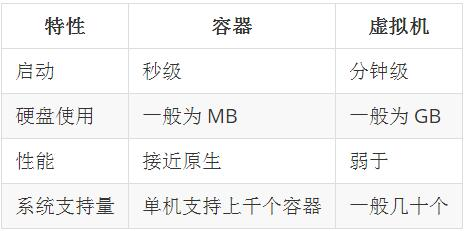 特性 容器 虚拟机
启动 秒级 分钟级
硬盘使用 一般为 MB 一般为 GB
性能 接近原生 弱于
系统支持量 单机支持上千个容器 一般几十个